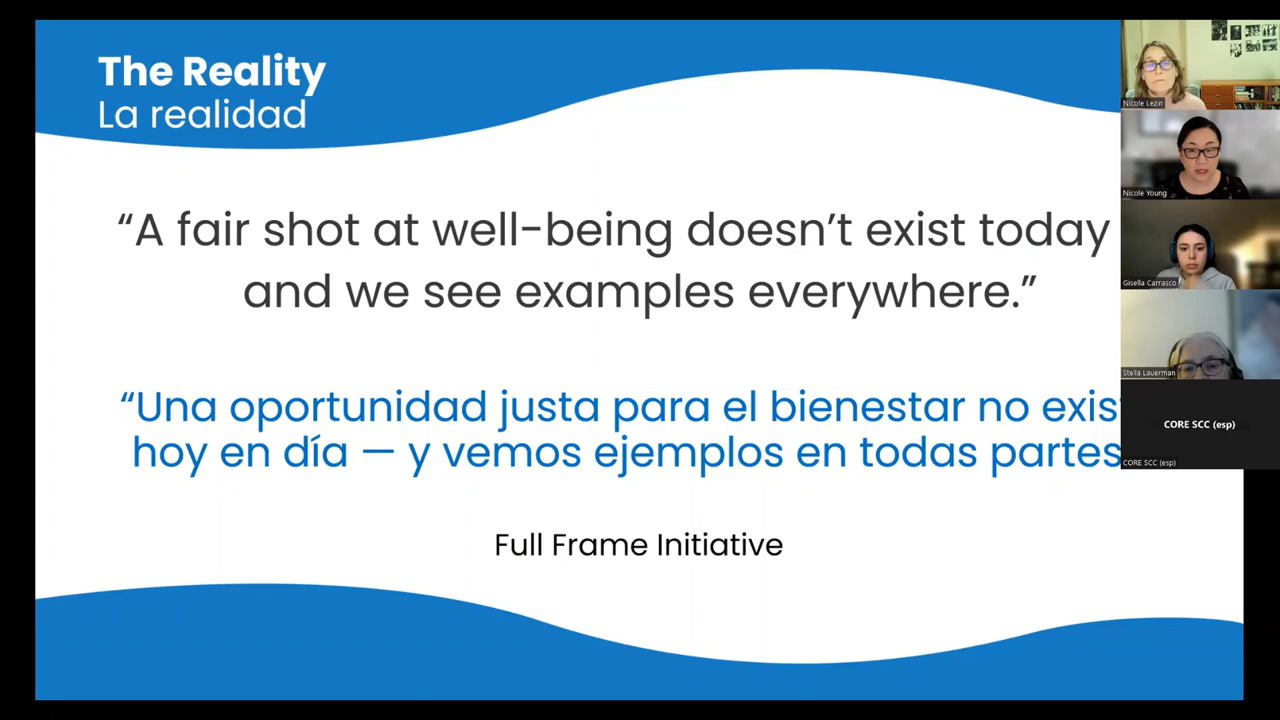 The Reality
La realidad
“A fair shot at well-being doesn’t exist today
and we see examples everywhere.”
“Una oportunidad justa para el bienestar no
hoy en día — y vemos ejemplos en todas partes
Full Frame Initiative
Nicole Lezin
Nicole Young
Gisella Carrasco
Stella Lauerman
CORE SCC (esp)
CORE SCC (esp)